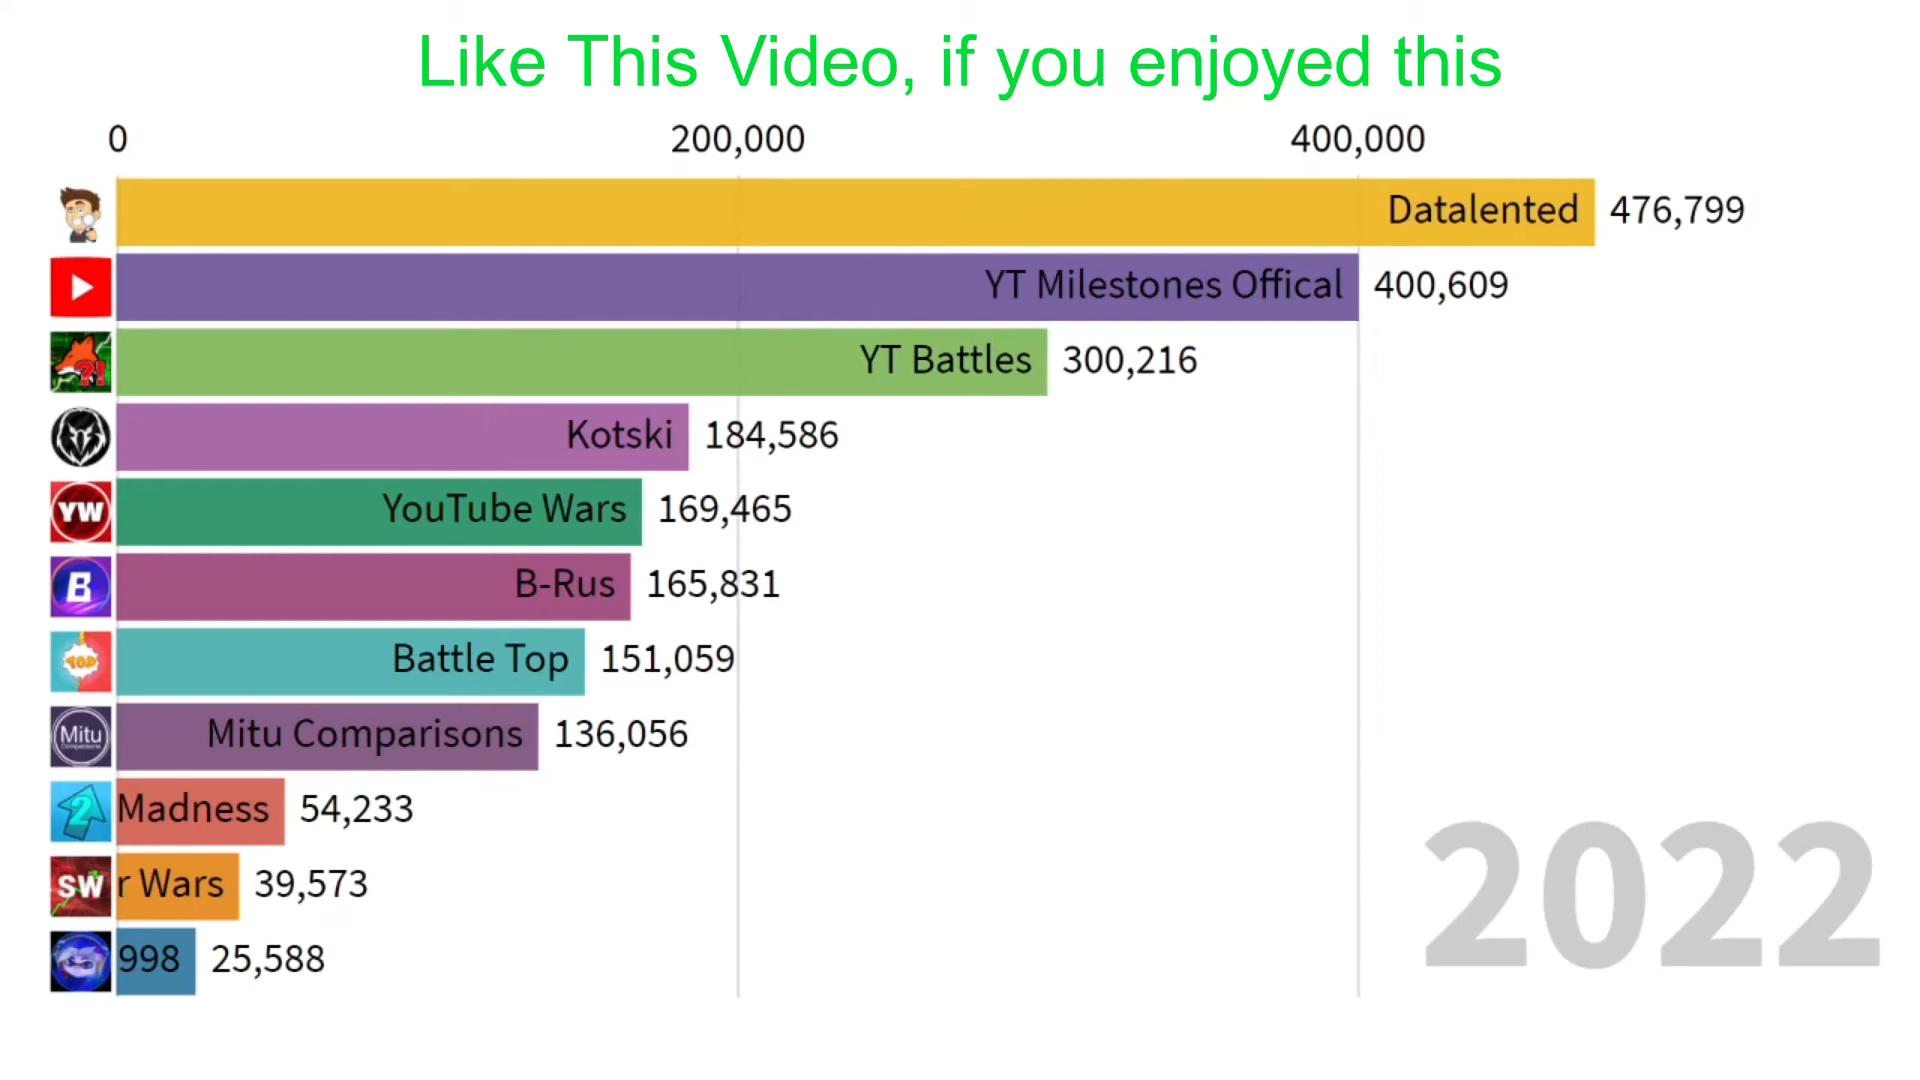 Like This Video, if you enjoyed this
0 200,000 400,000
Datalented 476,799
YT Milestones Offical 400,609
?! YT Battles 300,216
Kotski 184,586
YW YouTube Wars 169,465
B B-Rus 165,831
TOP Battle Top 151,059
Mitu Comparisons Mitu Comparisons 136,056
2 Madness 54,233
SW r Wars 39,573
998 25,588
2022